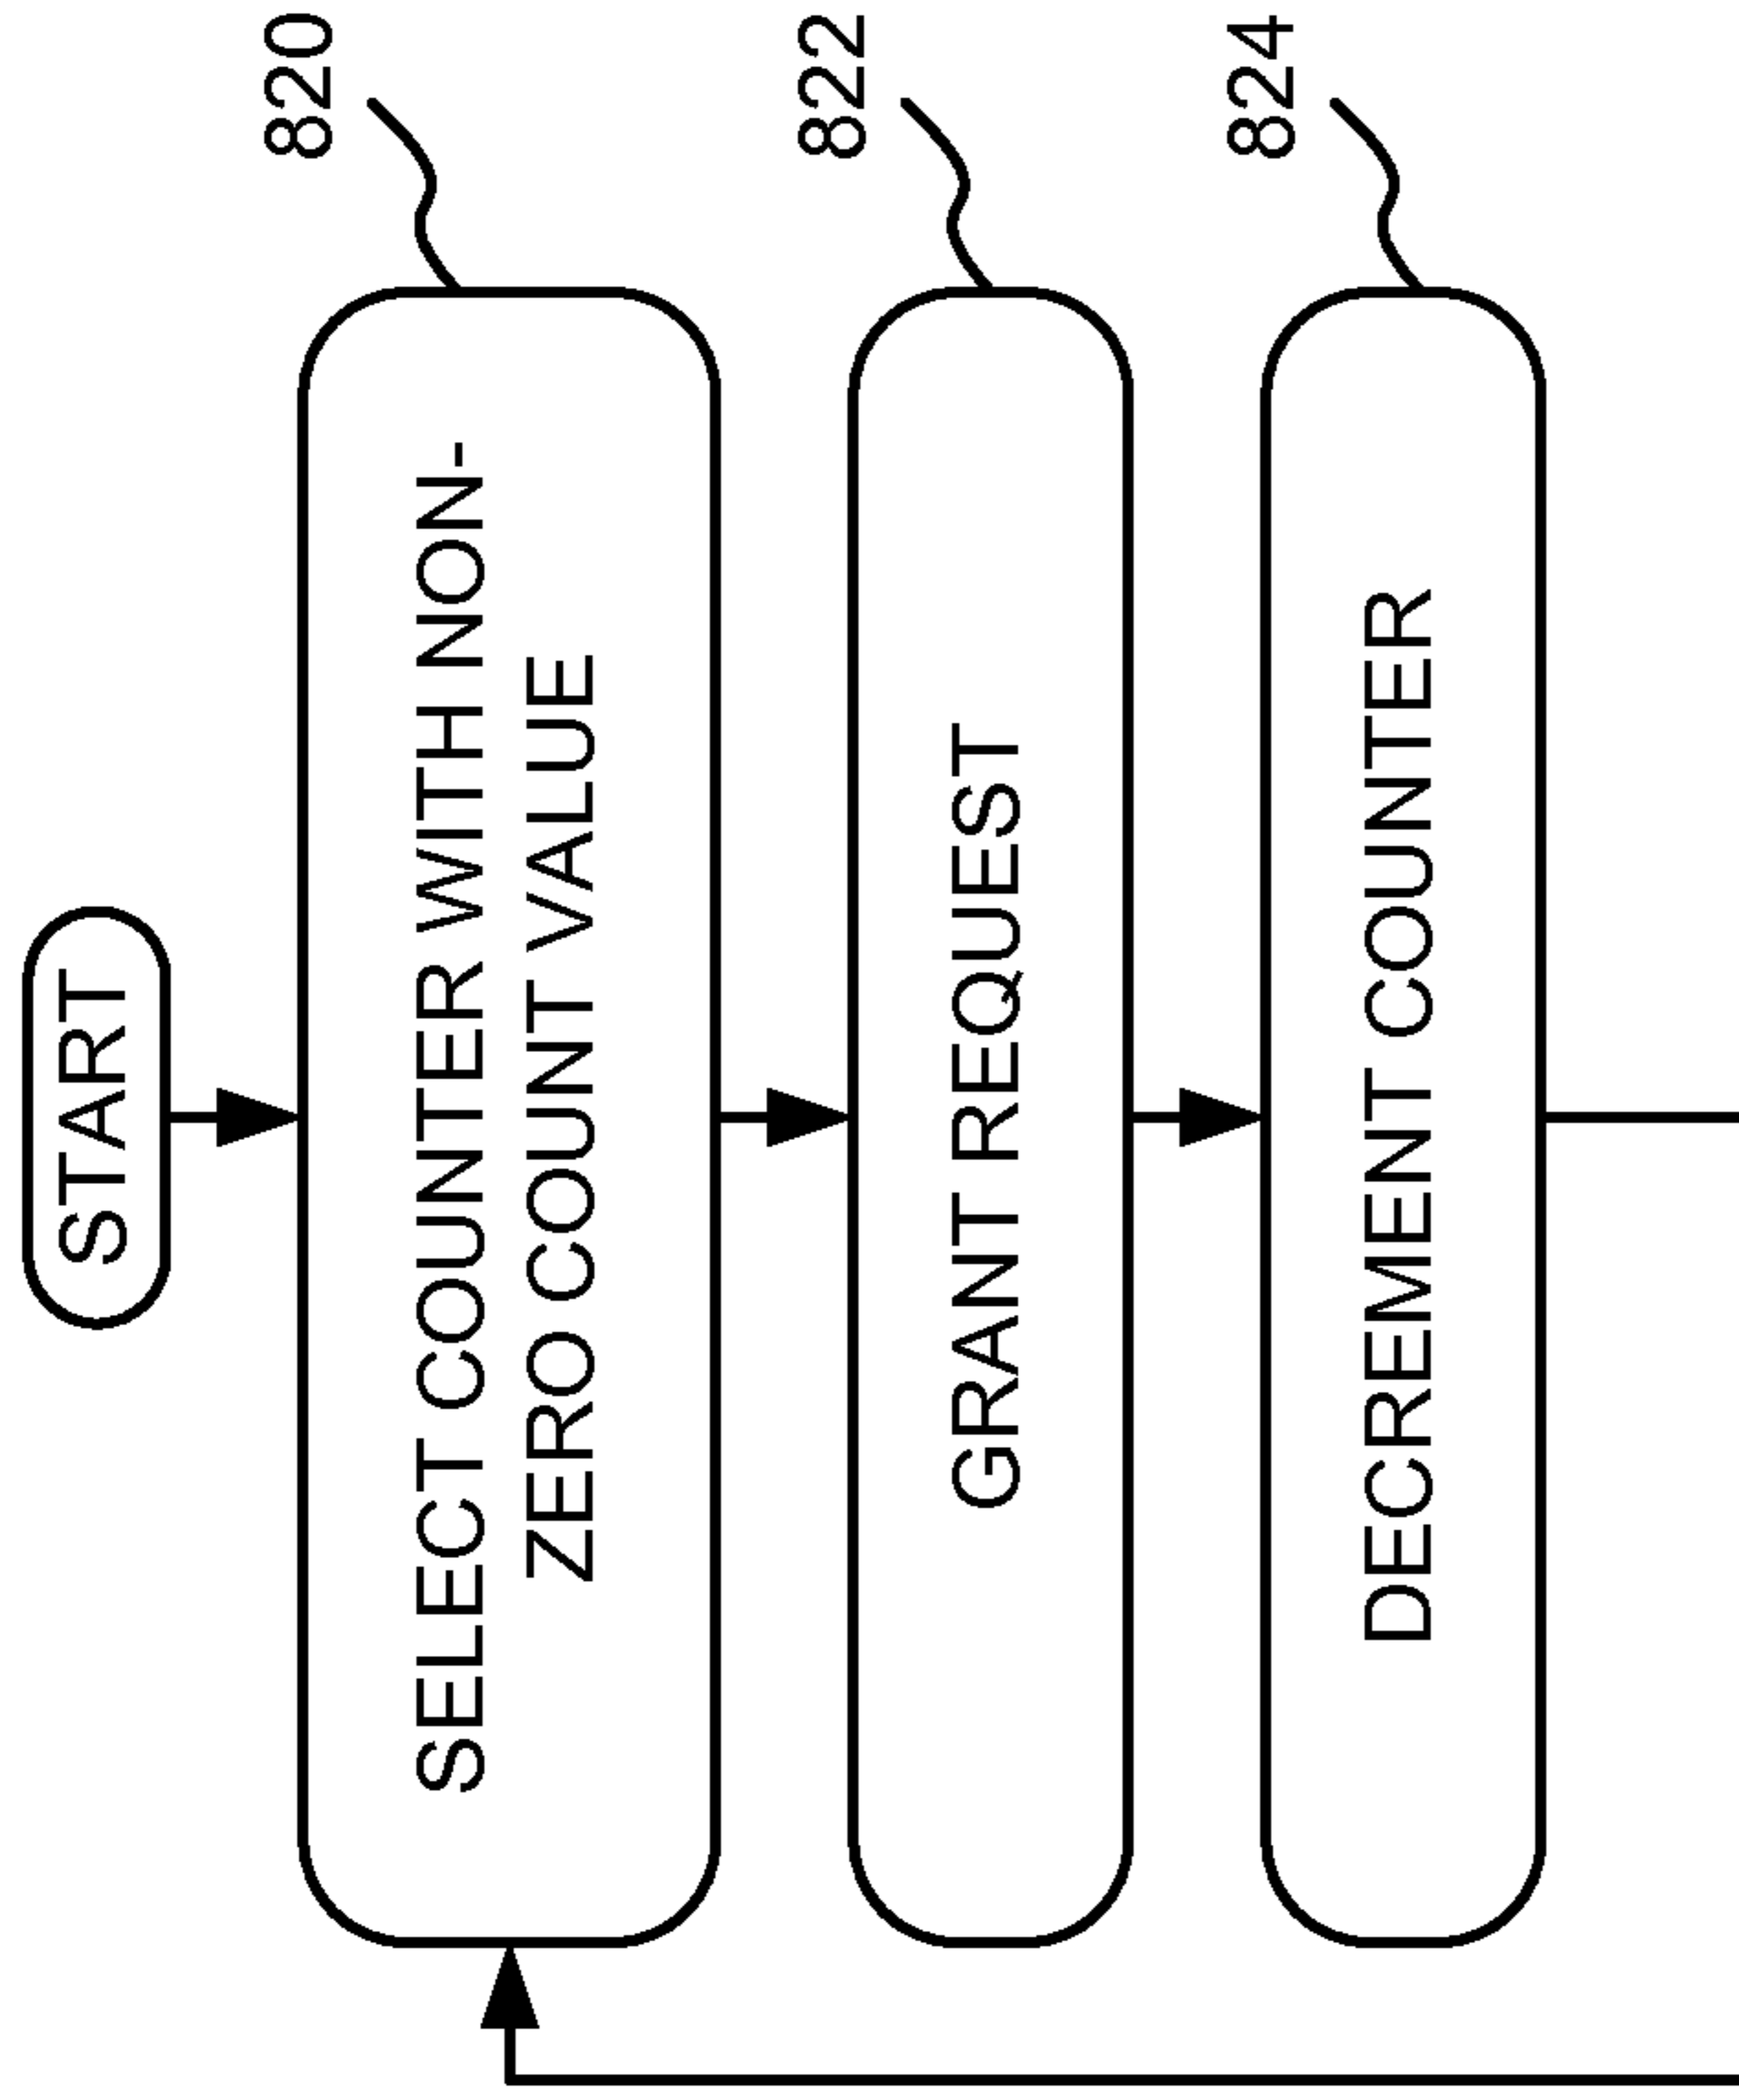 START
820
SELECT COUNTER WITH NON-
ZERO COUNT VALUE
822
GRANT REQUEST
824
DECREMENT COUNTER